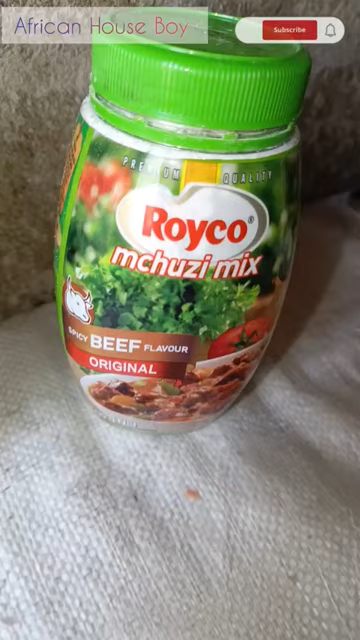 African House Boy
Subscribe
PREMIUM QUALITY
Royco®
mchuzi mix
SPICY BEEF FLAVOUR
ORIGINAL